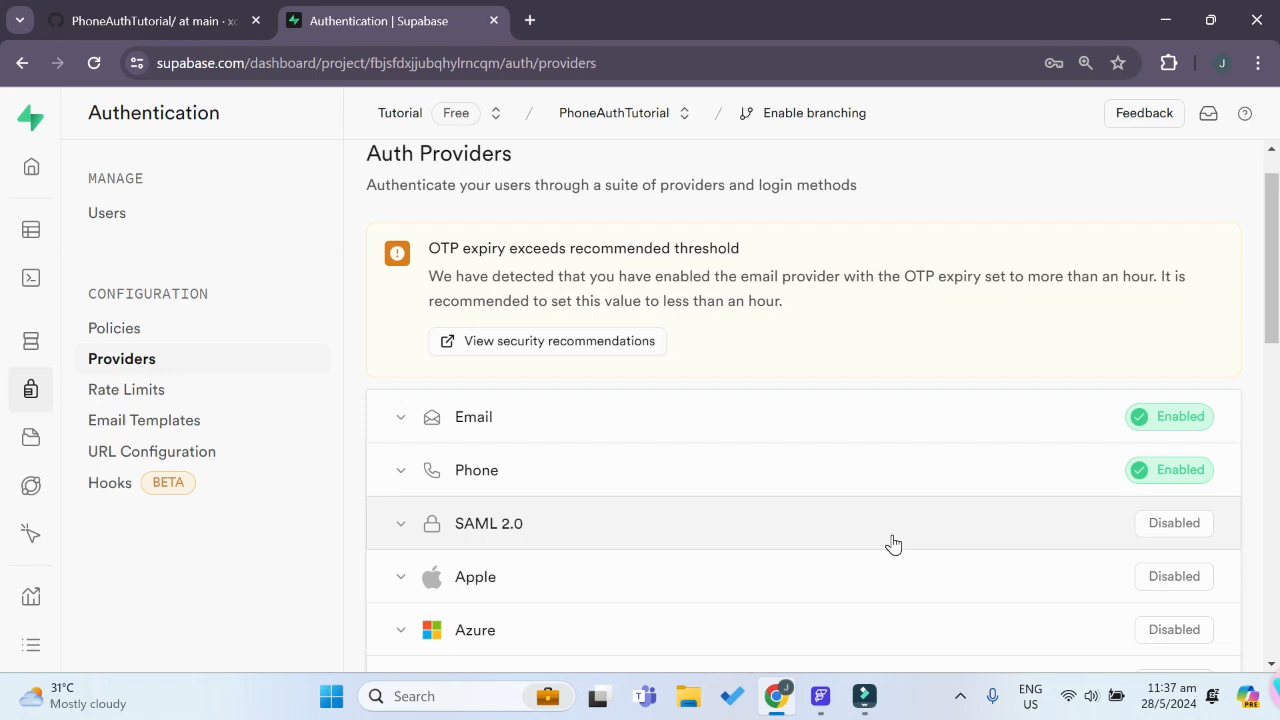 PhoneAuthTutorial/ at main · xc
Authentication | Supabase
supabase.com/dashboard/project/fbjsfdxjjubqhylrncqm/auth/providers
J
Authentication
Tutorial Free / PhoneAuthTutorial / Enable branching
Feedback
MANAGE
Users
CONFIGURATION
Policies
Providers
Rate Limits
Email Templates
URL Configuration
Hooks BETA
Auth Providers
Authenticate your users through a suite of providers and login methods
OTP expiry exceeds recommended threshold
We have detected that you have enabled the email provider with the OTP expiry set to more than an hour. It is
recommended to set this value to less than an hour.
View security recommendations
Email Enabled
Phone Enabled
SAML 2.0 Disabled
Apple Disabled
Azure Disabled
31°C
Mostly cloudy
Search
J
ENG
US
11:37 am
28/5/2024
PRE